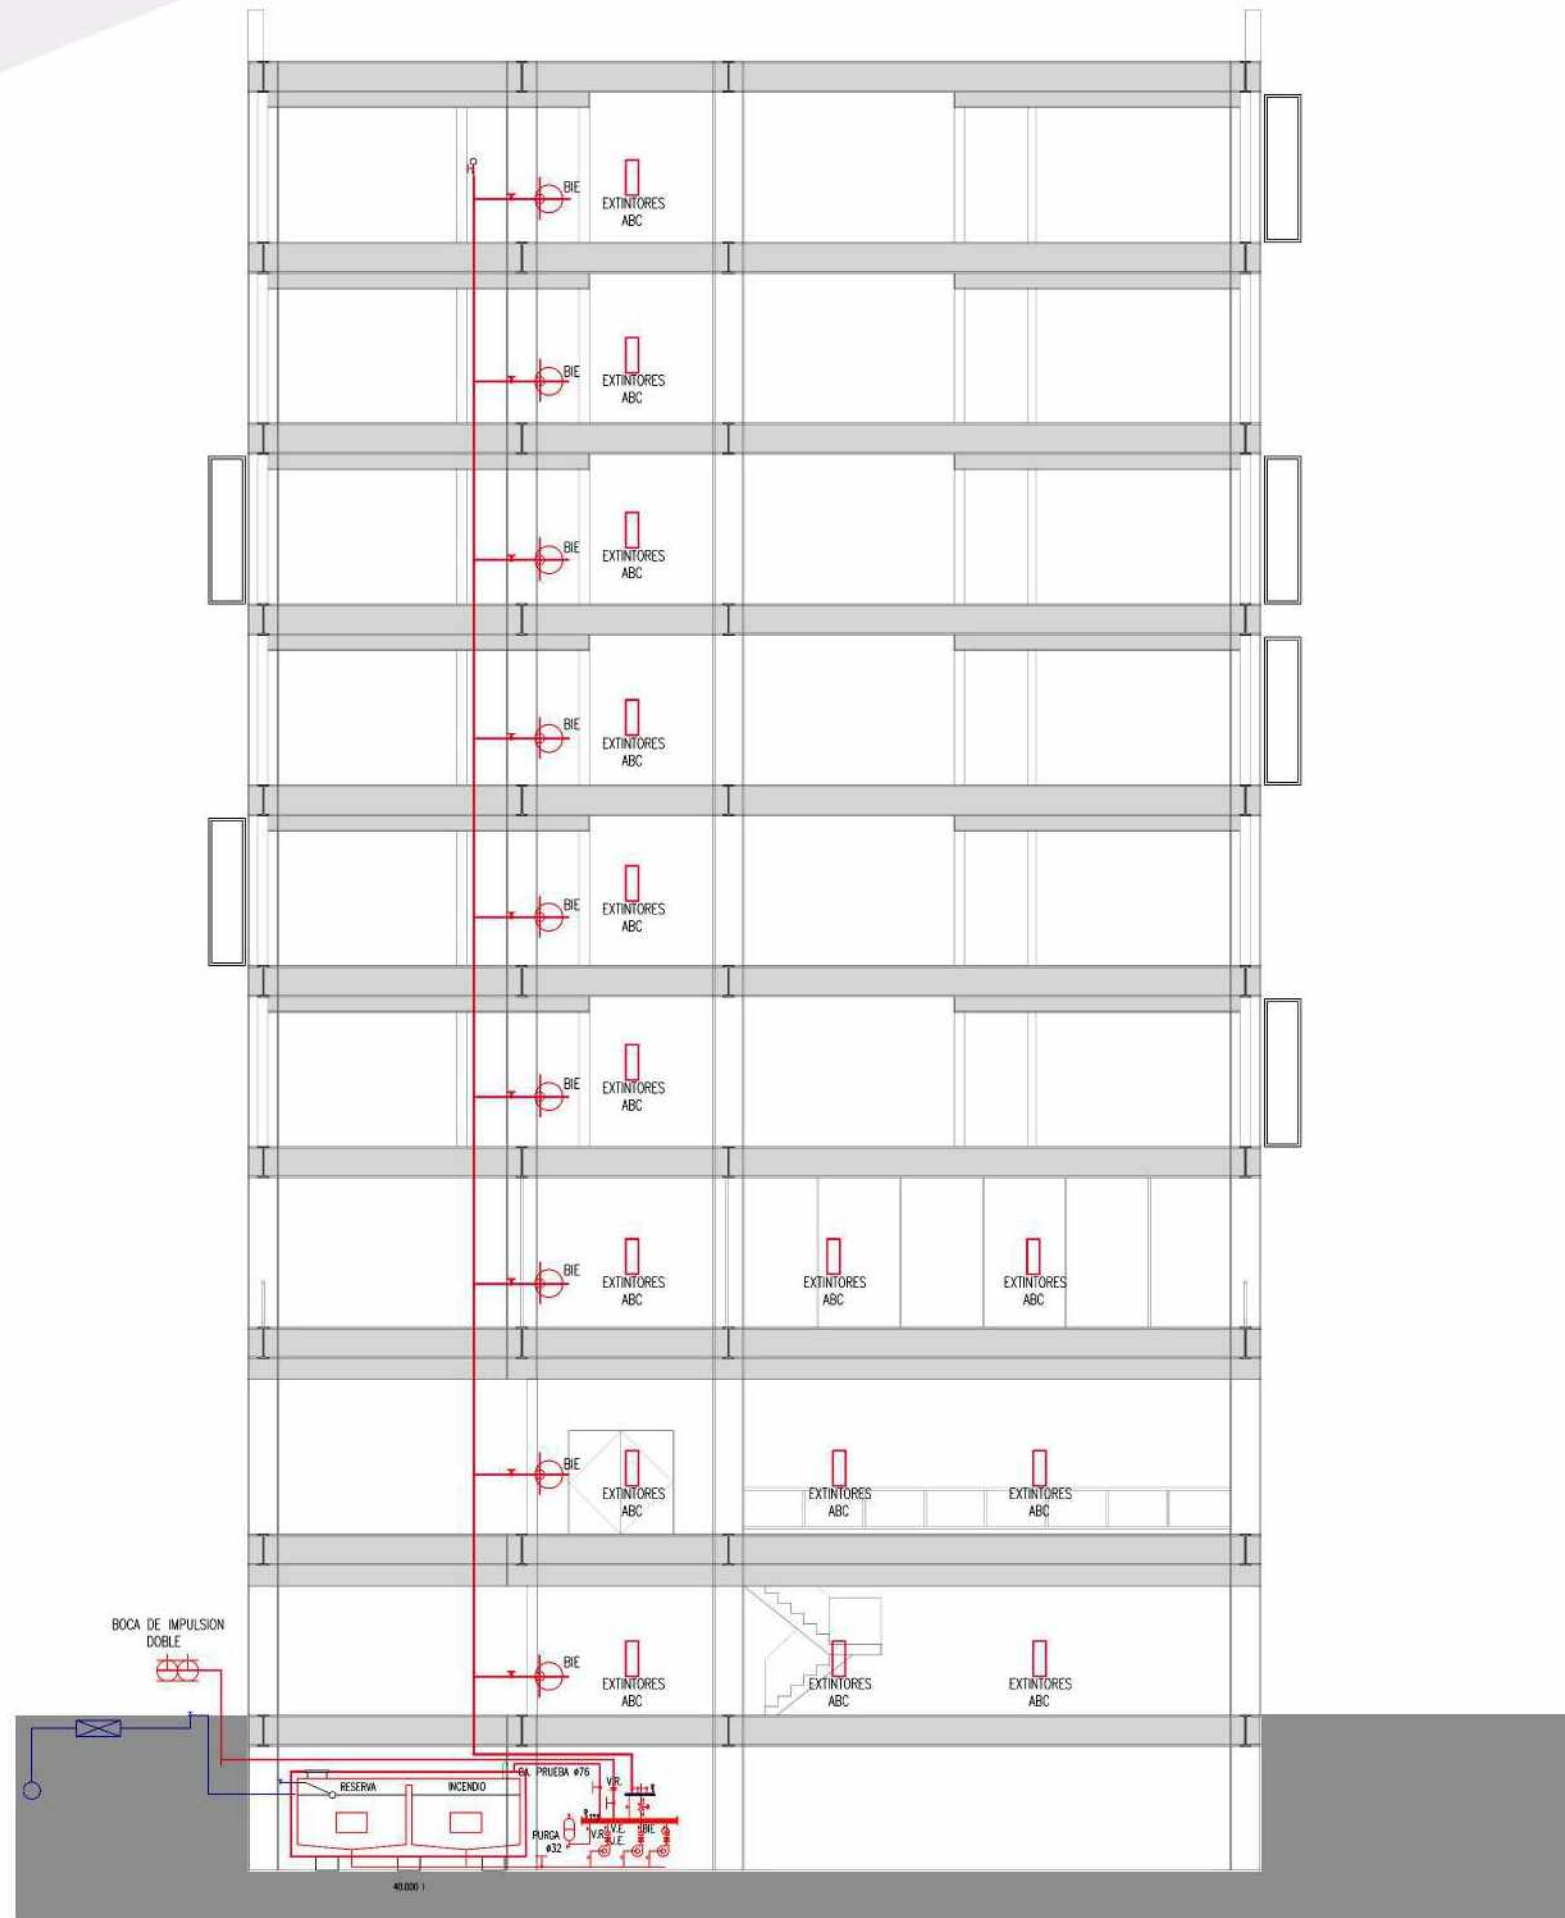 BIE
EXTINTORES
ABC
BIE
EXTINTORES
ABC
BIE
EXTINTORES
ABC
BIE
EXTINTORES
ABC
BIE
EXTINTORES
ABC
BIE
EXTINTORES
ABC
BIE
EXTINTORES
ABC
EXTINTORES
ABC
EXTINTORES
ABC
BIE
EXTINTORES
ABC
EXTINTORES
ABC
EXTINTORES
ABC
BOCA DE IMPULSION
DOBLE
BIE
EXTINTORES
ABC
EXTINTORES
ABC
EXTINTORES
ABC
RESERVA
INCENDIO
CA. PRUEBA ø76
V.R.
PURGA
ø32
V.R.
V.E.
J.E.
BIE
40.000 l